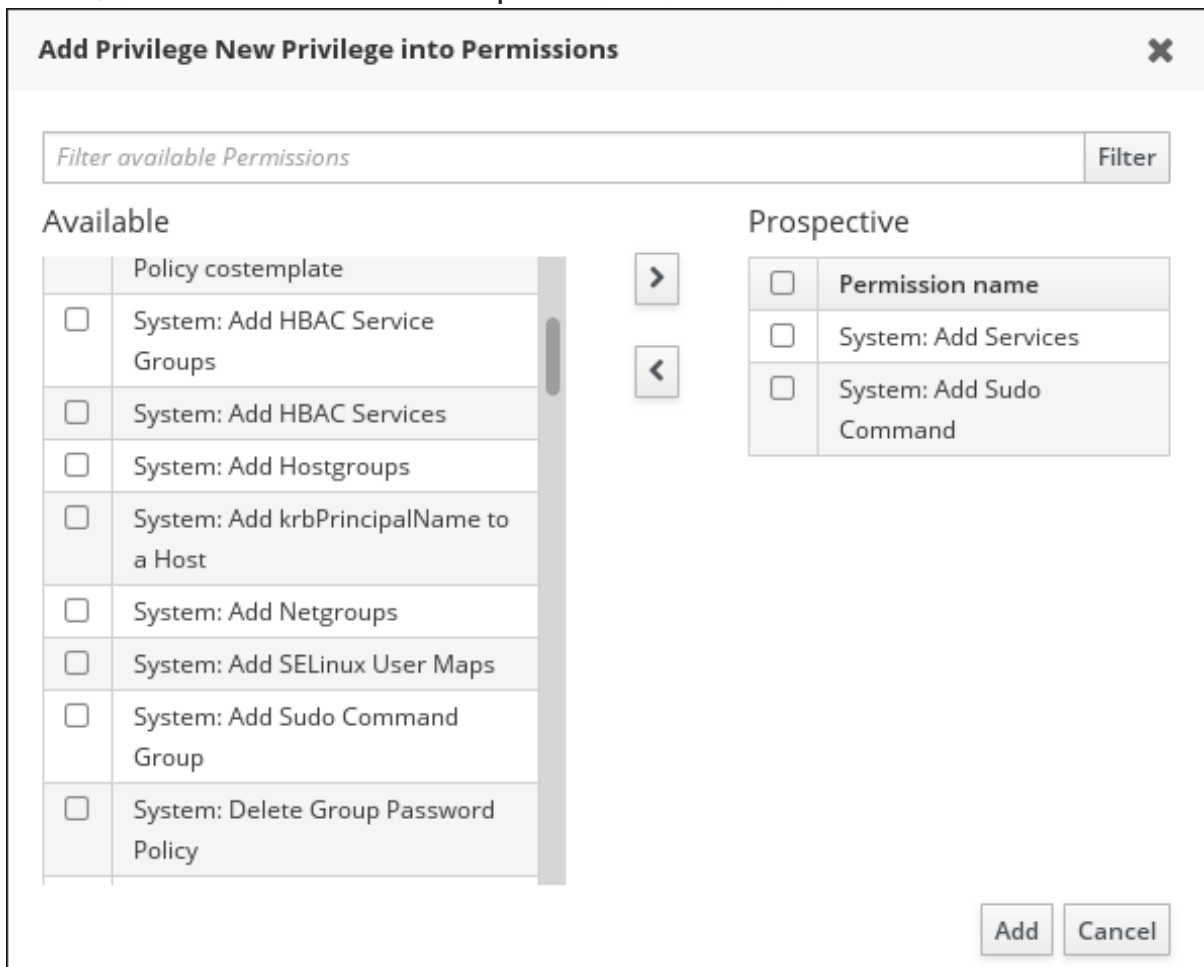 Add Privilege New Privilege into Permissions
Filter available Permissions
Filter
Available
Prospective
Policy costemplate
System: Add HBAC Service
Groups
System: Add HBAC Services
System: Add Hostgroups
System: Add krbPrincipalName to
a Host
System: Add Netgroups
System: Add SELinux User Maps
System: Add Sudo Command
Group
System: Delete Group Password
Policy
Permission name
System: Add Services
System: Add Sudo
Command
Add
Cancel